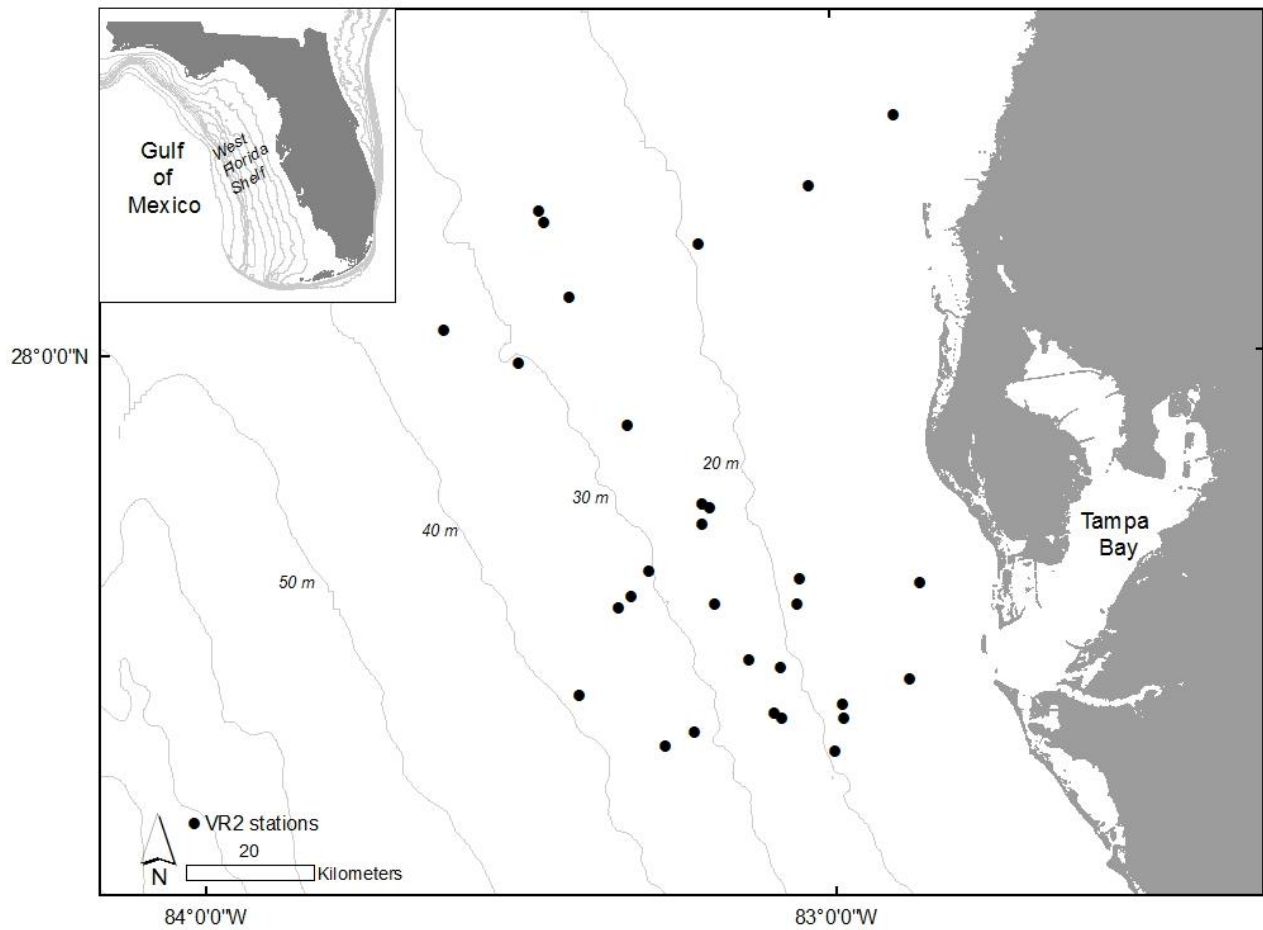 Gulf
of
Mexico
West
Florida
Shelf
28°0'0"N
20 m
30 m
40 m
50 m
Tampa
Bay
VR2 stations
20
Kilometers
N
84°0'0"W
83°0'0"W